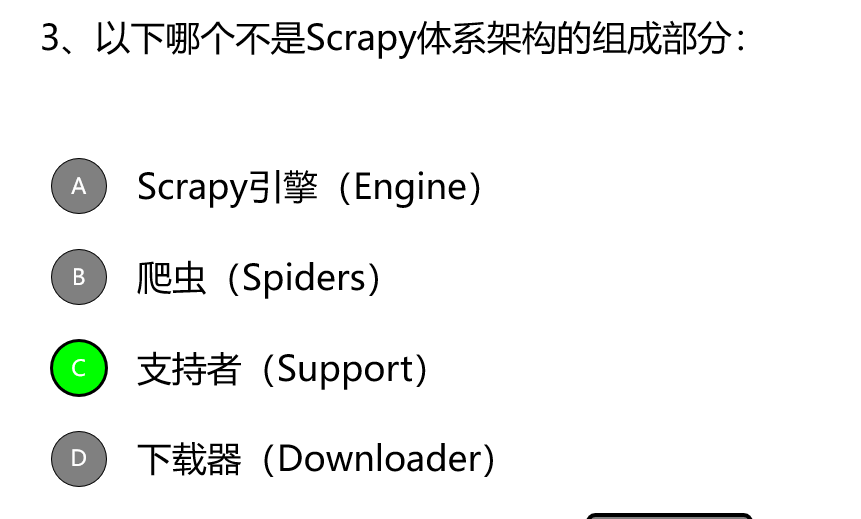 3、以下哪个不是Scrapy体系架构的组成部分：
A Scrapy引擎（Engine）
B 爬虫（Spiders）
C 支持者（Support）
D 下载器（Downloader）